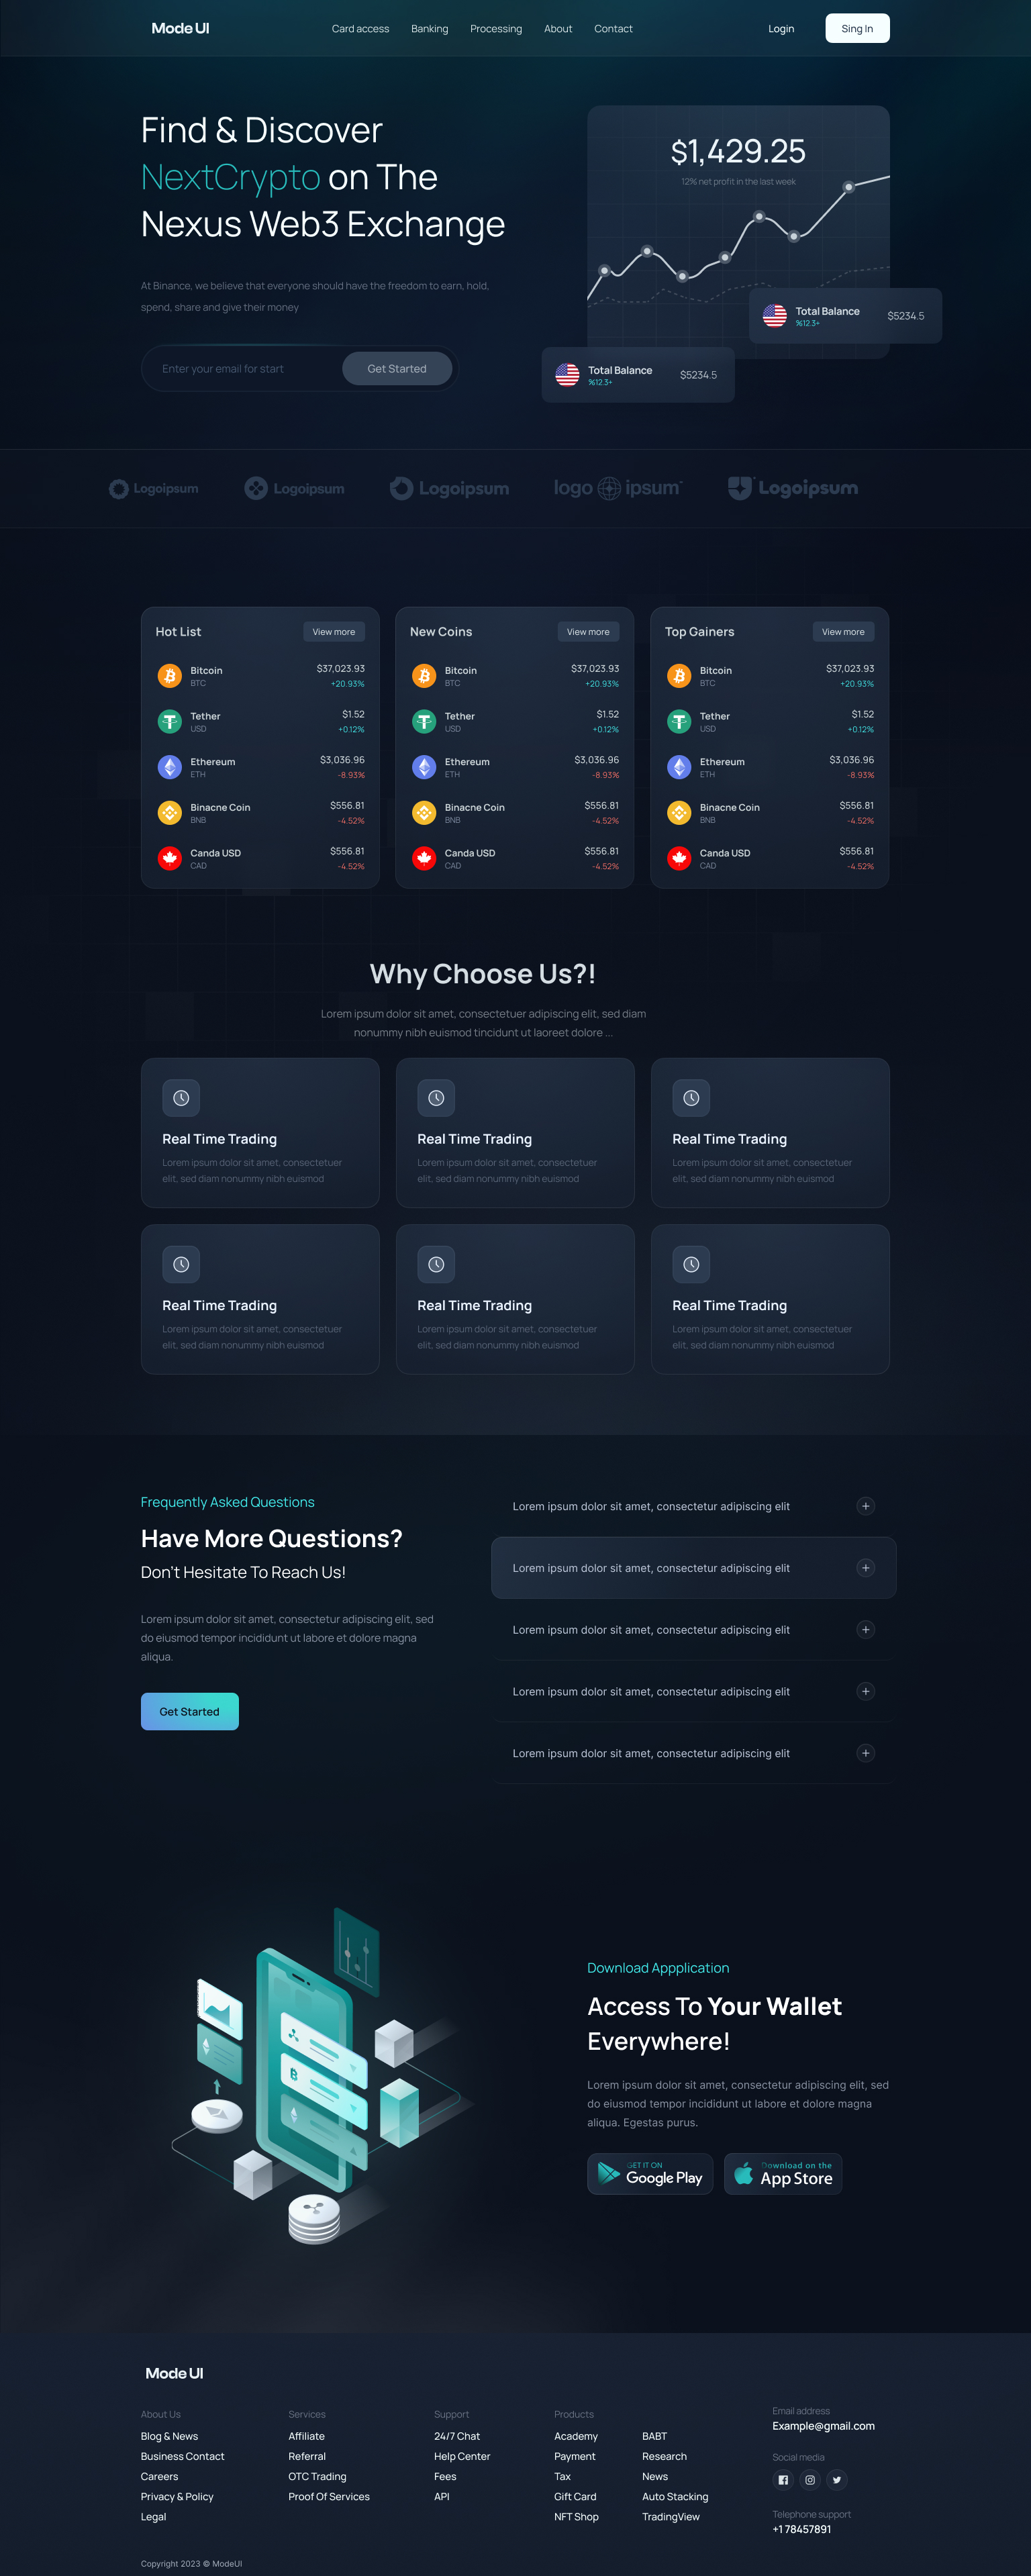 Mode UI
Card access
Banking
Processing
About
Contact
Login
Sing In
Find & Discover
NextCrypto on The
Nexus Web3 Exchange
At Binance, we believe that everyone should have the freedom to earn, hold,
spend, share and give their money
Enter your email for start
Get Started
$1,429.25
12% net profit in the last week
Total Balance
%12.3+
$5234.5
Total Balance
%12.3+
$5234.5
Logoipsum
Logoipsum
Logoipsum
logo ipsum
Logoipsum
Hot List
View more
Bitcoin
BTC
$37,023.93
+20.93%
Tether
USD
$1.52
+0.12%
Ethereum
ETH
$3,036.96
-8.93%
Binacne Coin
BNB
$556.81
-4.52%
Canda USD
CAD
$556.81
-4.52%
New Coins
View more
Bitcoin
BTC
$37,023.93
+20.93%
Tether
USD
$1.52
+0.12%
Ethereum
ETH
$3,036.96
-8.93%
Binacne Coin
BNB
$556.81
-4.52%
Canda USD
CAD
$556.81
-4.52%
Top Gainers
View more
Bitcoin
BTC
$37,023.93
+20.93%
Tether
USD
$1.52
+0.12%
Ethereum
ETH
$3,036.96
-8.93%
Binacne Coin
BNB
$556.81
-4.52%
Canda USD
CAD
$556.81
-4.52%
Why Choose Us?!
Lorem ipsum dolor sit amet, consectetuer adipiscing elit, sed diam
nonummy nibh euismod tincidunt ut laoreet dolore ...
Real Time Trading
Lorem ipsum dolor sit amet, consectetuer
elit, sed diam nonummy nibh euismod
Real Time Trading
Lorem ipsum dolor sit amet, consectetuer
elit, sed diam nonummy nibh euismod
Real Time Trading
Lorem ipsum dolor sit amet, consectetuer
elit, sed diam nonummy nibh euismod
Real Time Trading
Lorem ipsum dolor sit amet, consectetuer
elit, sed diam nonummy nibh euismod
Real Time Trading
Lorem ipsum dolor sit amet, consectetuer
elit, sed diam nonummy nibh euismod
Real Time Trading
Lorem ipsum dolor sit amet, consectetuer
elit, sed diam nonummy nibh euismod
Frequently Asked Questions
Have More Questions?
Don't Hesitate To Reach Us!
Lorem ipsum dolor sit amet, consectetur adipiscing elit, sed
do eiusmod tempor incididunt ut labore et dolore magna
aliqua.
Get Started
Lorem ipsum dolor sit amet, consectetur adipiscing elit
Lorem ipsum dolor sit amet, consectetur adipiscing elit
Lorem ipsum dolor sit amet, consectetur adipiscing elit
Lorem ipsum dolor sit amet, consectetur adipiscing elit
Lorem ipsum dolor sit amet, consectetur adipiscing elit
Download Appplication
Access To Your Wallet
Everywhere!
Lorem ipsum dolor sit amet, consectetur adipiscing elit, sed
do eiusmod tempor incididunt ut labore et dolore magna
aliqua. Egestas purus.
GET IT ON
Google Play
Download on the
App Store
Mode UI
About Us
Blog & News
Business Contact
Careers
Privacy & Policy
Legal
Services
Affiliate
Referral
OTC Trading
Proof Of Services
Support
24/7 Chat
Help Center
Fees
API
Products
Academy
Payment
Tax
Gift Card
NFT Shop
BABT
Research
News
Auto Stacking
TradingView
Email address
Example@gmail.com
Social media
Telephone support
+1 78457891
Copyright 2023 © ModeUI